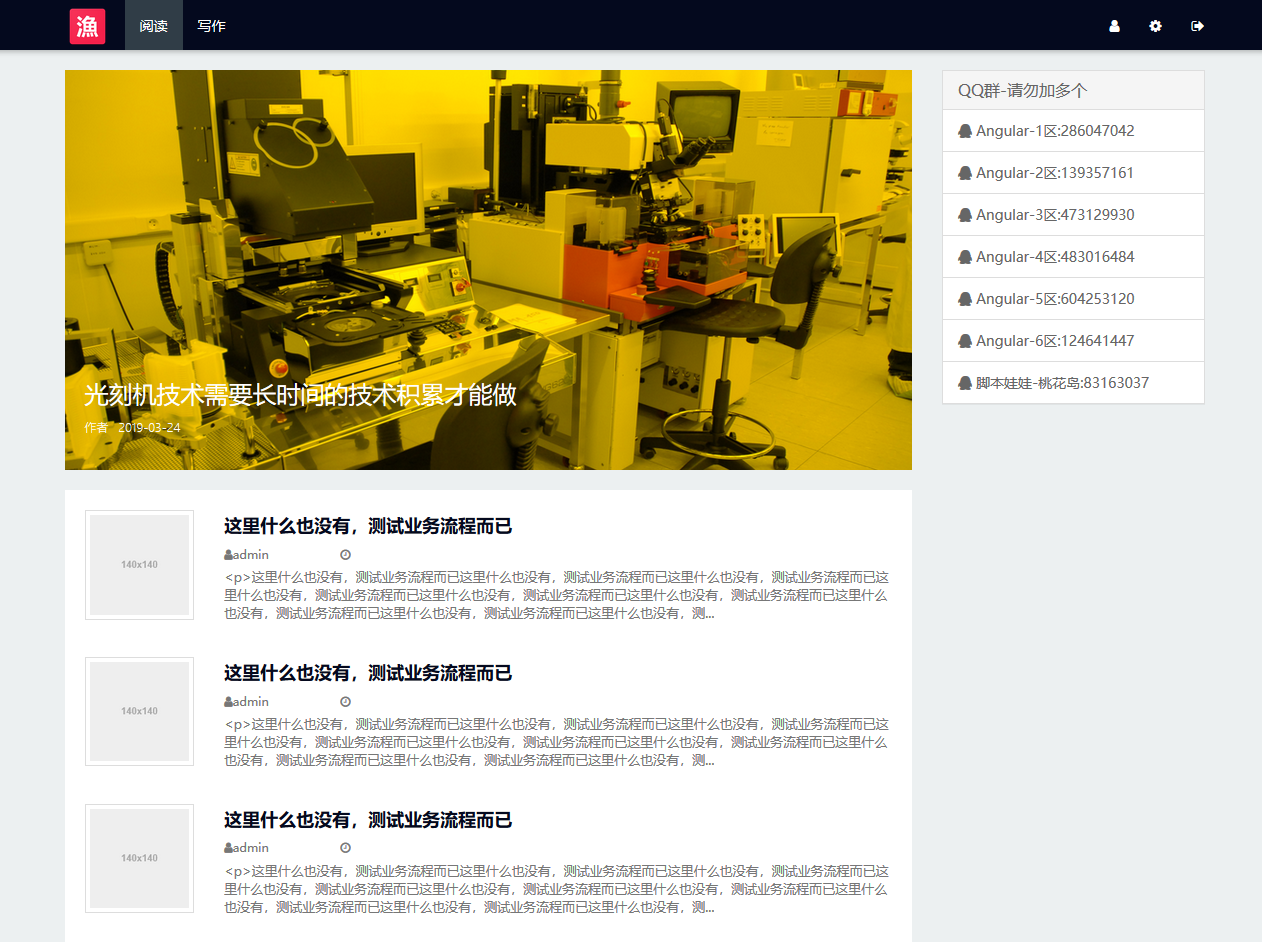 漁 阅读 写作
光刻机技术需要长时间的技术积累才能做
作者 2019-03-24
140x140
这里什么也没有，测试业务流程而已
admin
<p>这里什么也没有，测试业务流程而已这里什么也没有，测试业务流程而已这里什么也没有，测试业务流程而已这
里什么也没有，测试业务流程而已这里什么也没有，测试业务流程而已这里什么也没有，测试业务流程而已这里什么
也没有，测试业务流程而已这里什么也没有，测试业务流程而已这里什么也没有，测...
140x140
这里什么也没有，测试业务流程而已
admin
<p>这里什么也没有，测试业务流程而已这里什么也没有，测试业务流程而已这里什么也没有，测试业务流程而已这
里什么也没有，测试业务流程而已这里什么也没有，测试业务流程而已这里什么也没有，测试业务流程而已这里什么
也没有，测试业务流程而已这里什么也没有，测试业务流程而已这里什么也没有，测...
140x140
这里什么也没有，测试业务流程而已
admin
<p>这里什么也没有，测试业务流程而已这里什么也没有，测试业务流程而已这里什么也没有，测试业务流程而已这
里什么也没有，测试业务流程而已这里什么也没有，测试业务流程而已这里什么也没有，测试业务流程而已这里什么
也没有，测试业务流程而已这里什么也没有，测试业务流程而已这里什么也没有，测...
QQ群-请勿加多个
Angular-1区:286047042
Angular-2区:139357161
Angular-3区:473129930
Angular-4区:483016484
Angular-5区:604253120
Angular-6区:124641447
脚本娃娃-桃花岛:83163037